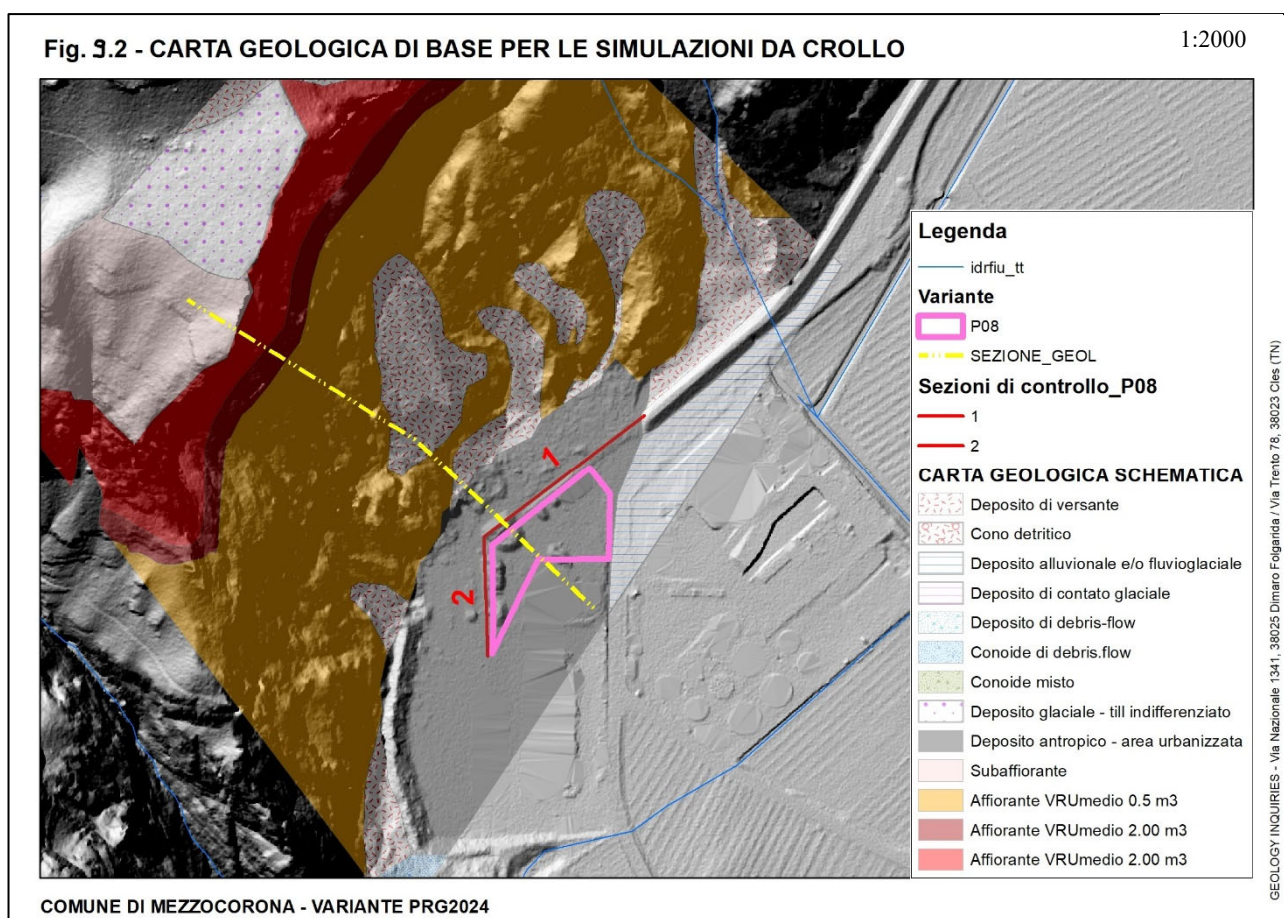 Fig. 9.2 - CARTA GEOLOGICA DI BASE PER LE SIMULAZIONI DA CROLLO
1:2000
1
2
Legenda
idrfiu_tt
Variante
P08
SEZIONE_GEOL
Sezioni di controllo_P08
1
2
CARTA GEOLOGICA SCHEMATICA
Deposito di versante
Cono detritico
Deposito alluvionale e/o fluvioglaciale
Deposito di contato glaciale
Deposito di debris-flow
Conoide di debris.flow
Conoide misto
Deposito glaciale - till indifferenziato
Deposito antropico - area urbanizzata
Subaffiorante
Affiorante VRUmedio 0.5 m3
Affiorante VRUmedio 2.00 m3
Affiorante VRUmedio 2.00 m3
GEOLOGY INQUIRIES - Via Nazionale 1341, 38025 Dimaro Folgarida / Via Trento 78, 38023 Cles (TN)
COMUNE DI MEZZOCORONA - VARIANTE PRG2024